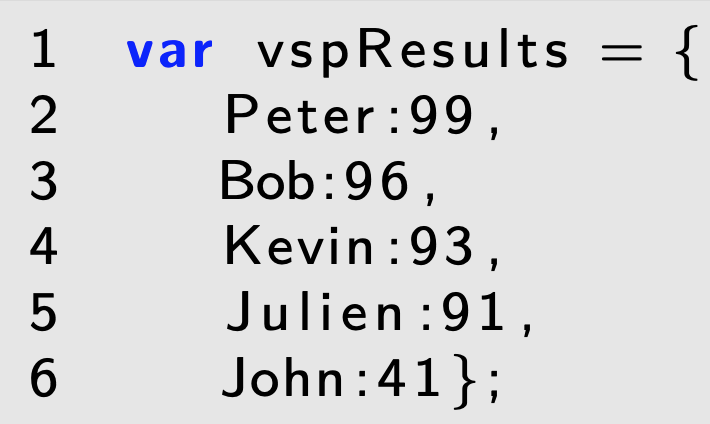 1 var vspResults = {
2 Peter:99,
3 Bob:96,
4 Kevin:93,
5 Julien:91,
6 John:41};